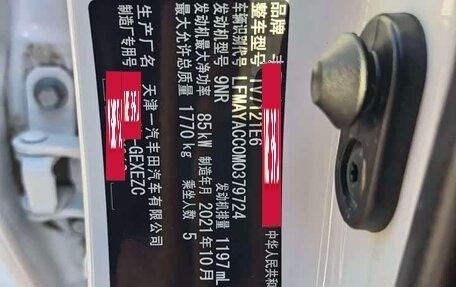 品牌
中华人民共和
整车型号 TV7121E6
车辆识别代号 LFMAYACC0M0379724
发动机型号 9NR 发动机排量 1197mL
发动机最大净功率 85kW 制造年月 2021年10月
最大允许总质量 1770kg 乘坐人数 5
生产厂名 天津一汽丰田汽车有限公司
制造厂专用号 -GEXEZC